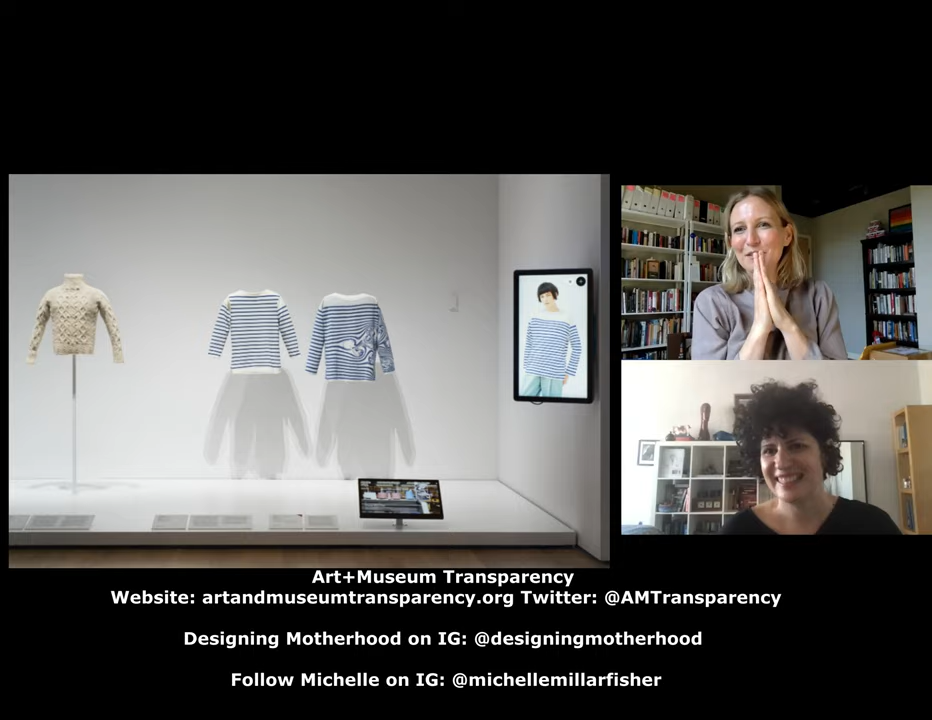 Art+Museum Transparency
Website: artandmuseumtransparency.org Twitter: @AMTransparency
Designing Motherhood on IG: @designingmotherhood
Follow Michelle on IG: @michellemillarfisher